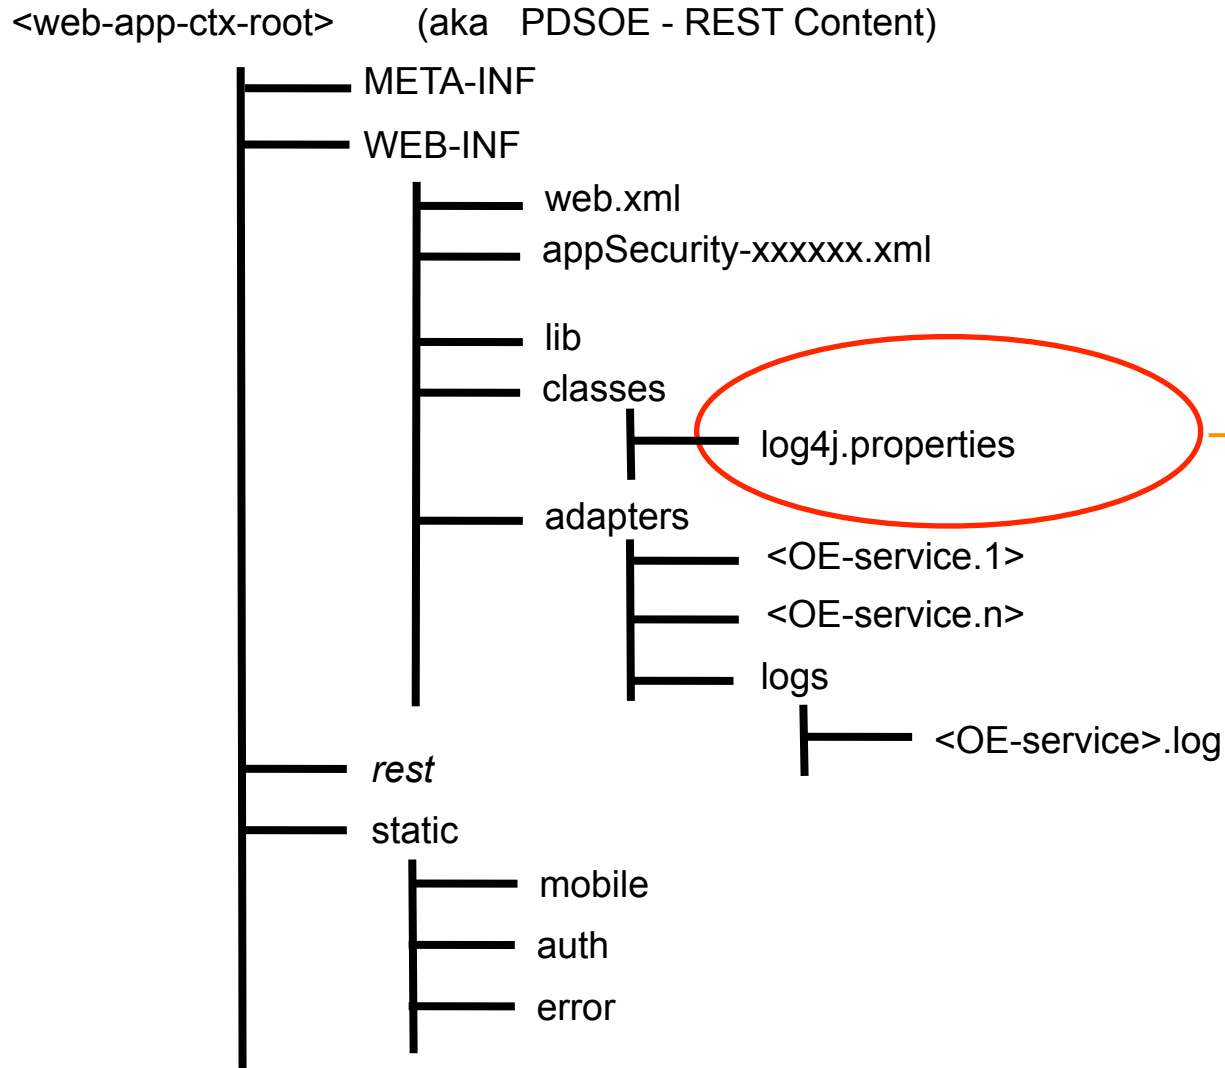 <web-app-ctx-root> (aka PDSOE - REST Content)
META-INF
WEB-INF
web.xml
appSecurity-xxxxxx.xml
lib
classes
log4j.properties
adapters
<OE-service.1>
<OE-service.n>
logs
<OE-service>.log
rest
static
mobile
auth
error